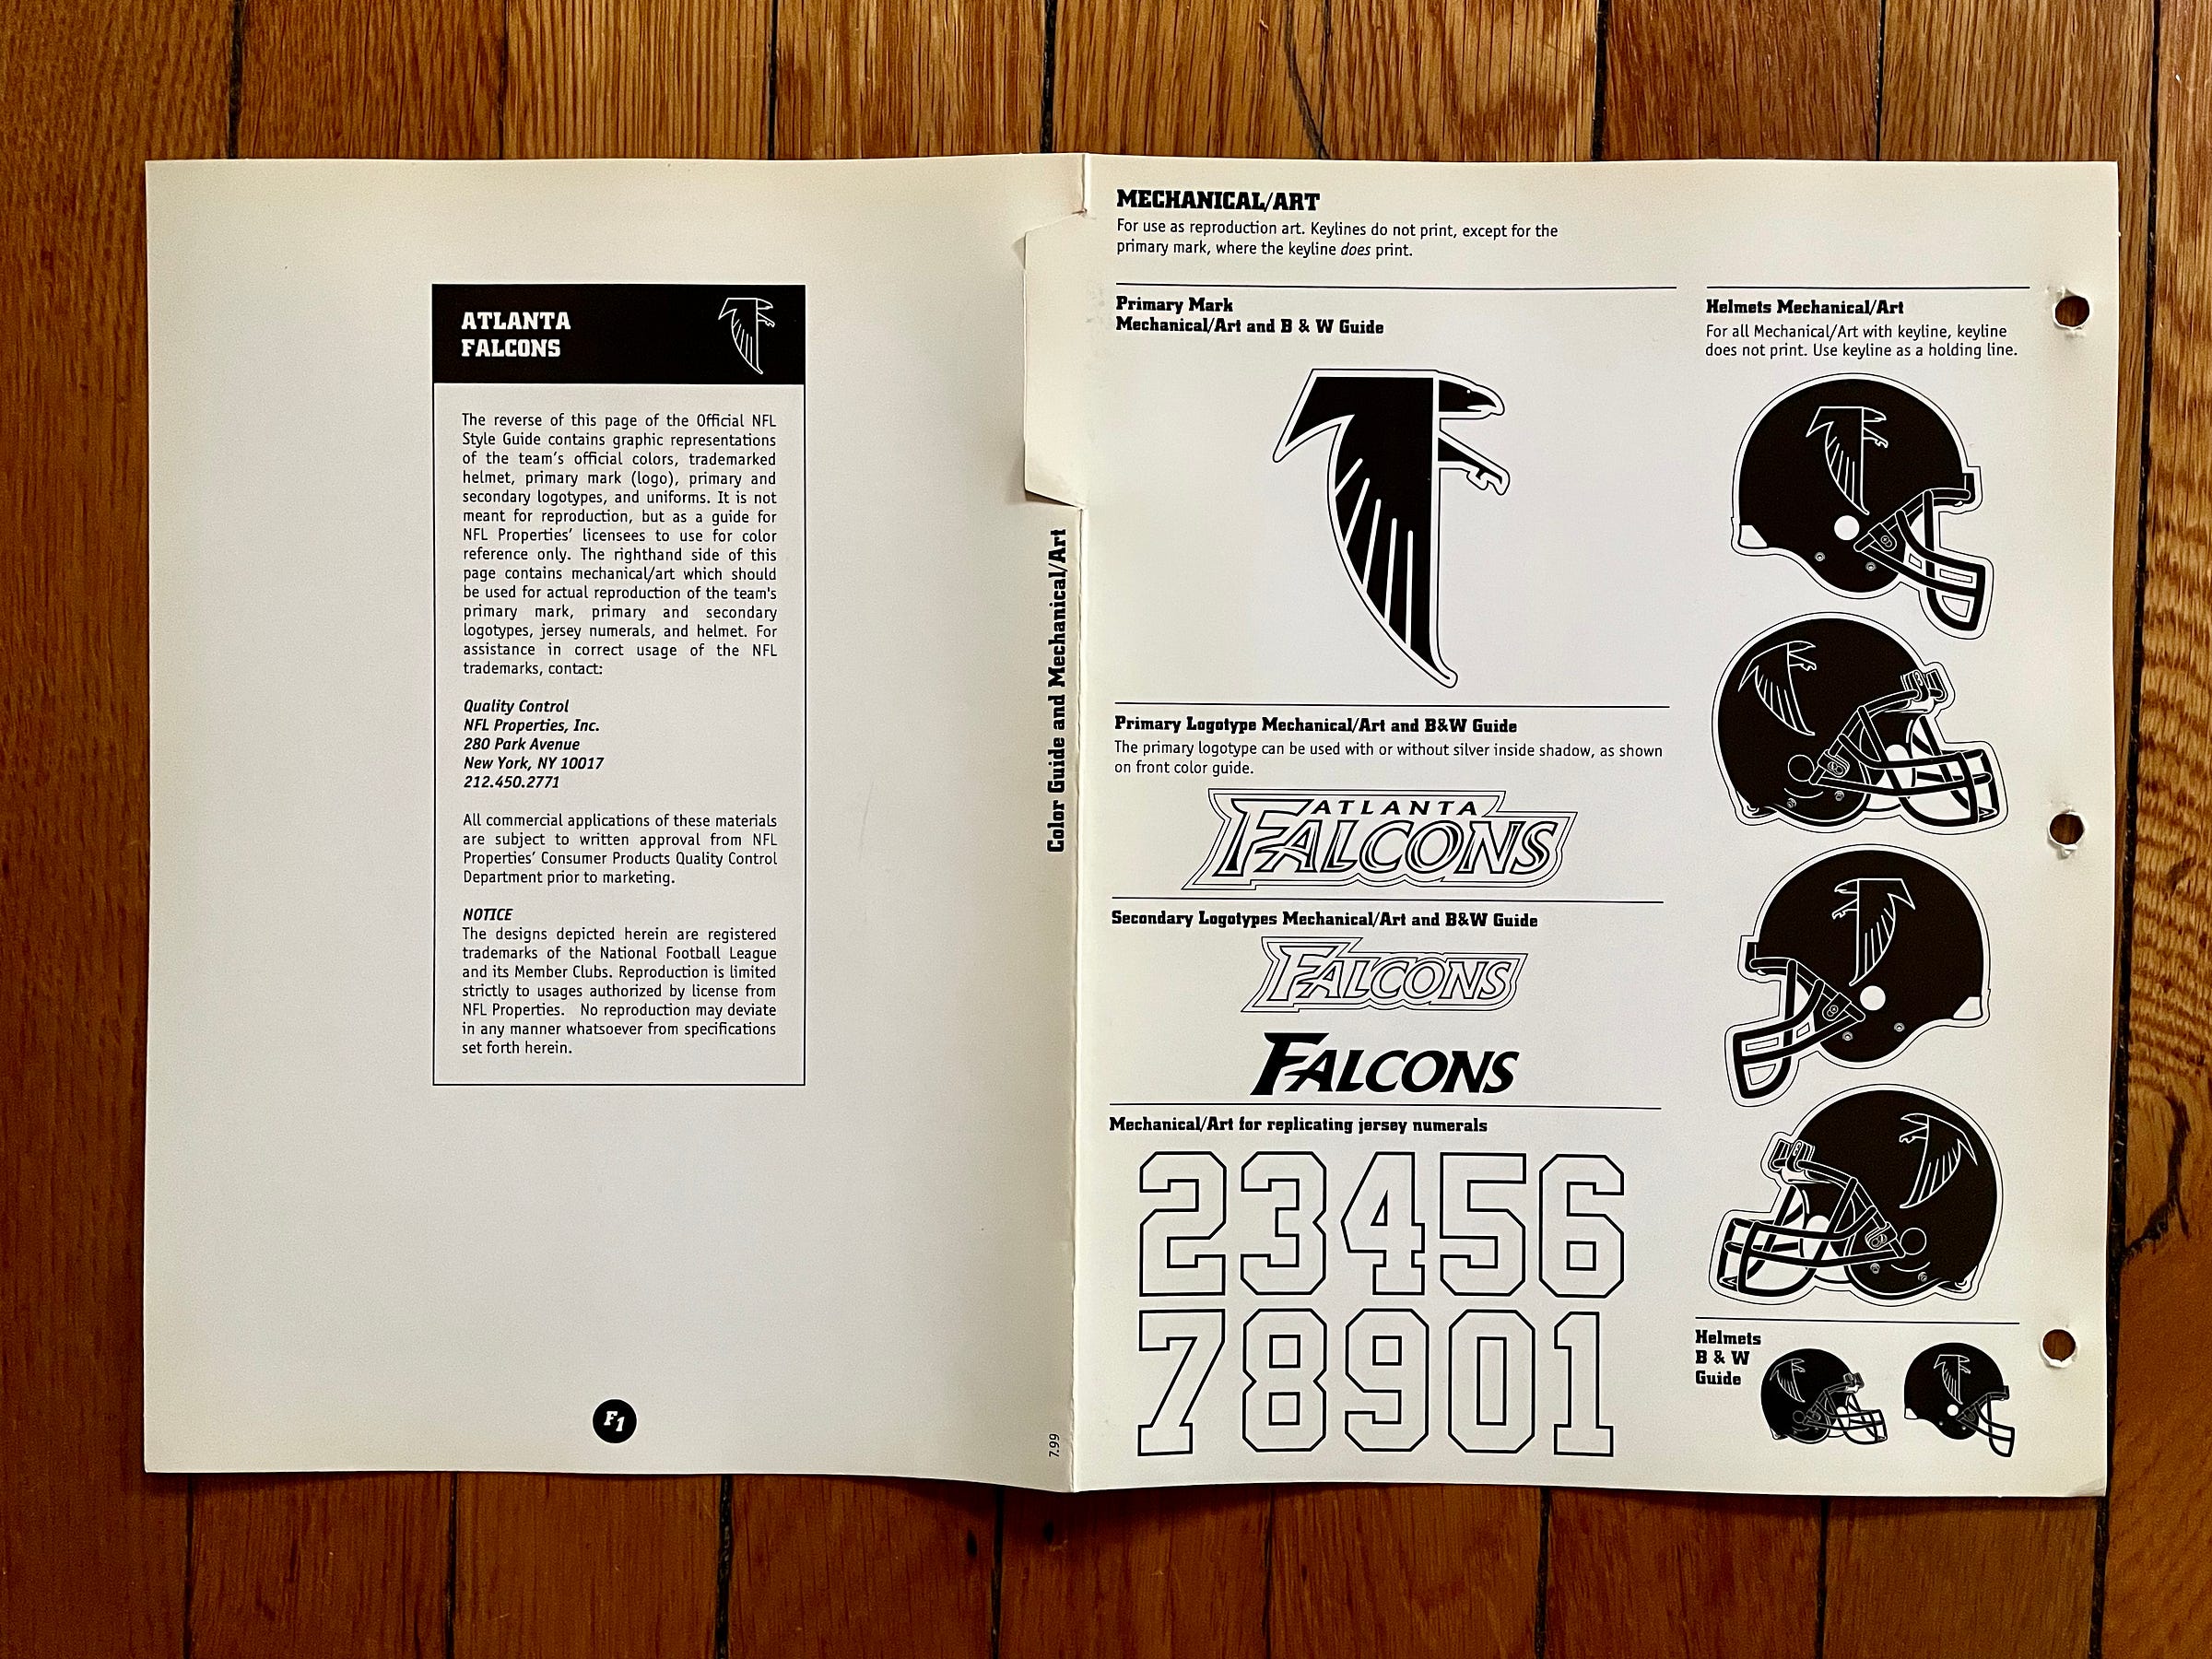 ATLANTA
FALCONS
The reverse of this page of the Official NFL
Style Guide contains graphic representations
of the team's official colors, trademarked
helmet, primary mark (logo), primary and
secondary logotypes, and uniforms. It is not
meant for reproduction, but as a guide for
NFL Properties' licensees to use for color
reference only. The righthand side of this
page contains mechanical/art which should
be used for actual reproduction of the team's
primary mark, primary and secondary
logotypes, jersey numerals, and helmet. For
assistance in correct usage of the NFL
trademarks, contact:
Quality Control
NFL Properties, Inc.
280 Park Avenue
New York, NY 10017
212.450.2771
All commercial applications of these materials
are subject to written approval from NFL
Properties' Consumer Products Quality Control
Department prior to marketing.
NOTICE
The designs depicted herein are registered
trademarks of the National Football League
and its Member Clubs. Reproduction is limited
strictly to usages authorized by license from
NFL Properties. No reproduction may deviate
in any manner whatsoever from specifications
set forth herein.
F1
Color Guide and Mechanical/Art
7.99
MECHANICAL/ART
For use as reproduction art. Keylines do not print, except for the
primary mark, where the keyline does print.
Primary Mark
Mechanical/Art and B & W Guide
Primary Logotype Mechanical/Art and B&W Guide
The primary logotype can be used with or without silver inside shadow, as shown
on front color guide.
ATLANTA
FALCONS
Secondary Logotypes Mechanical/Art and B&W Guide
FALCONS
FALCONS
Mechanical/Art for replicating jersey numerals
23456
78901
Helmets Mechanical/Art
For all Mechanical/Art with keyline, keyline
does not print. Use keyline as a holding line.
Helmets
B & W
Guide